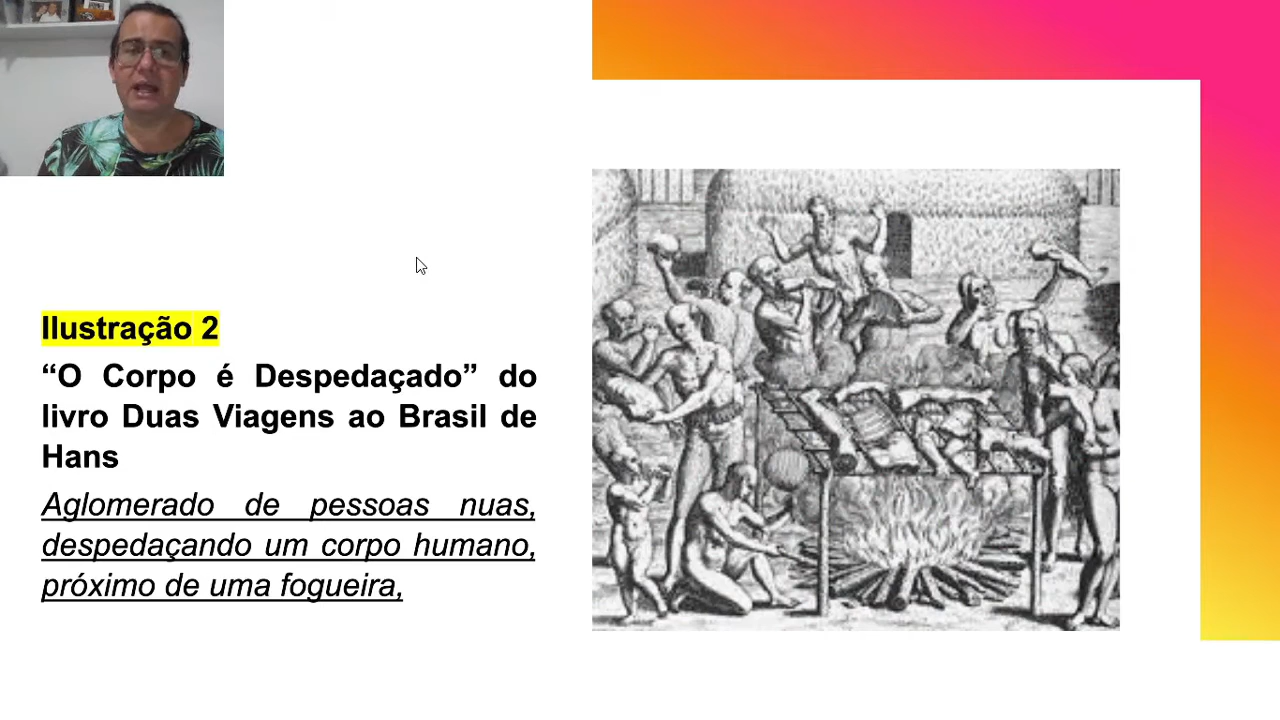 Ilustração 2
“O Corpo é Despedaçado” do
livro Duas Viagens ao Brasil de
Hans
Aglomerado de pessoas nuas,
despedaçando um corpo humano,
próximo de uma fogueira,